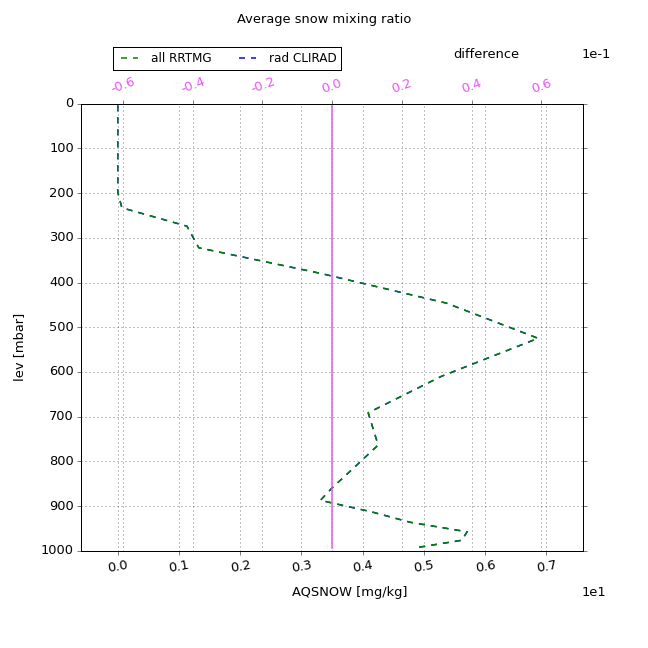 Average snow mixing ratio
all RRTMG rad CLIRAD difference 1e-1
-0.6 -0.4 -0.2 0.0 0.2 0.4 0.6
0
100
200
300
400
500
600
700
800
900
1000
lev [mbar]
0.0 0.1 0.2 0.3 0.4 0.5 0.6 0.7
AQSNOW [mg/kg] 1e1